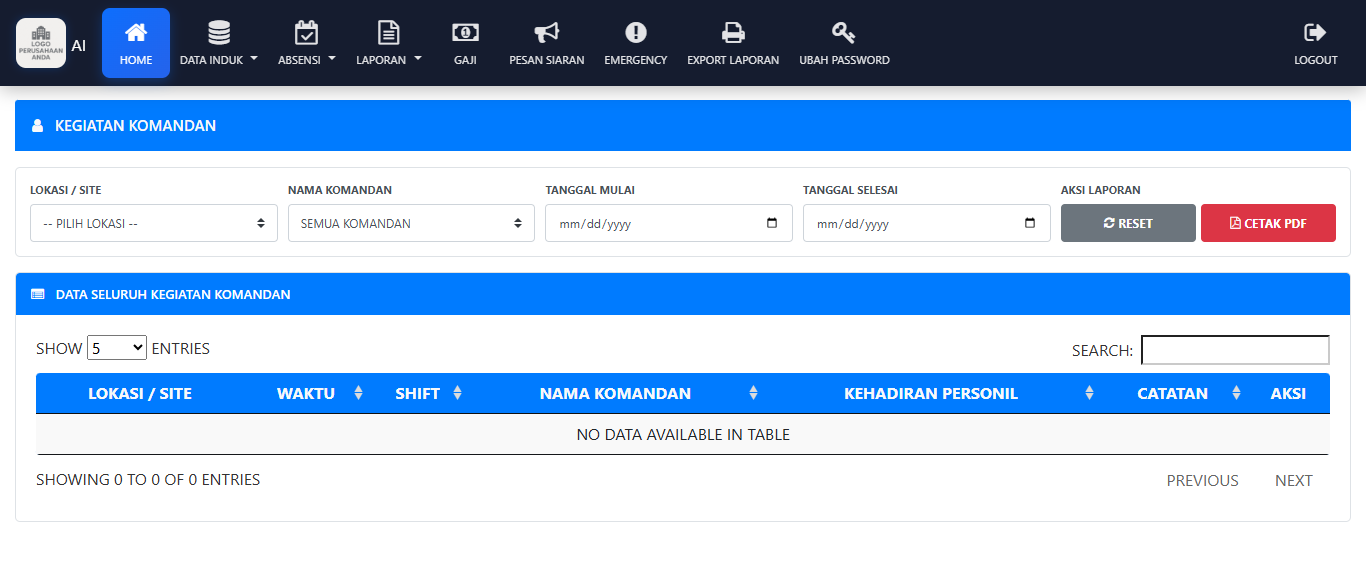 LOGO
PERUSAHAAN
ANDA
AI
HOME
DATA INDUK
ABSENSI
LAPORAN
GAJI
PESAN SIARAN
EMERGENCY
EXPORT LAPORAN
UBAH PASSWORD
LOGOUT
KEGIATAN KOMANDAN
LOKASI / SITE
NAMA KOMANDAN
TANGGAL MULAI
TANGGAL SELESAI
AKSI LAPORAN
-- PILIH LOKASI --
SEMUA KOMANDAN
mm/dd/yyyy
mm/dd/yyyy
RESET
CETAK PDF
DATA SELURUH KEGIATAN KOMANDAN
SHOW 5 ENTRIES
SEARCH:
LOKASI / SITE WAKTU SHIFT NAMA KOMANDAN KEHADIRAN PERSONIL CATATAN AKSI
NO DATA AVAILABLE IN TABLE
SHOWING 0 TO 0 OF 0 ENTRIES
PREVIOUS NEXT